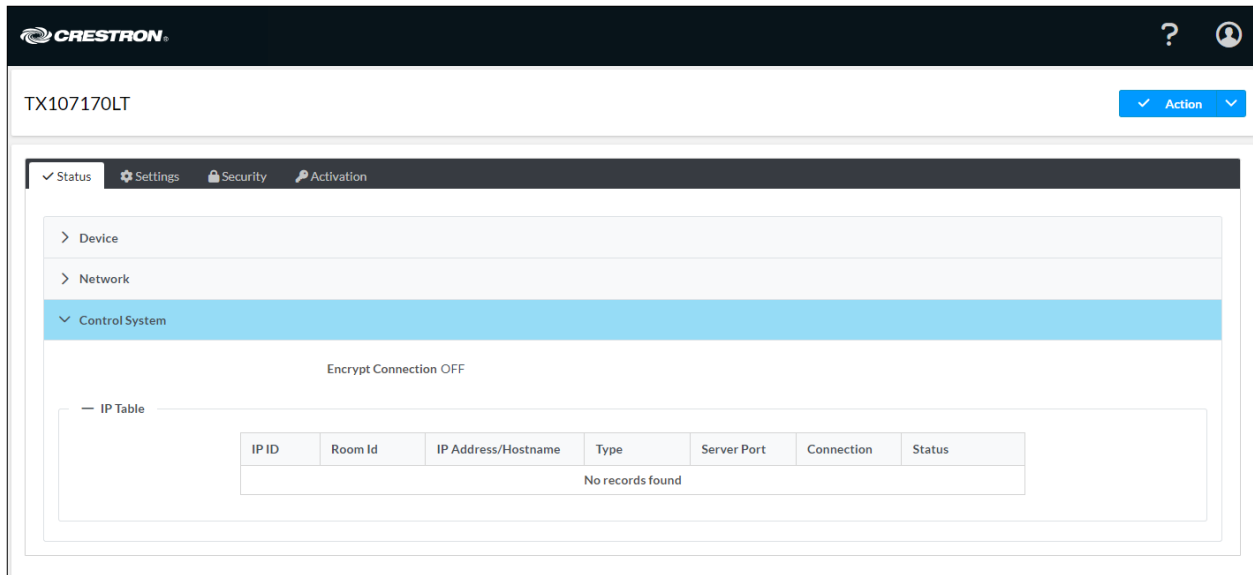 CRESTRON®
?
TX107170LT
Action
Status Settings Security Activation
Device
Network
Control System
Encrypt Connection OFF
IP Table
IP ID Room Id IP Address/Hostname Type Server Port Connection Status
No records found